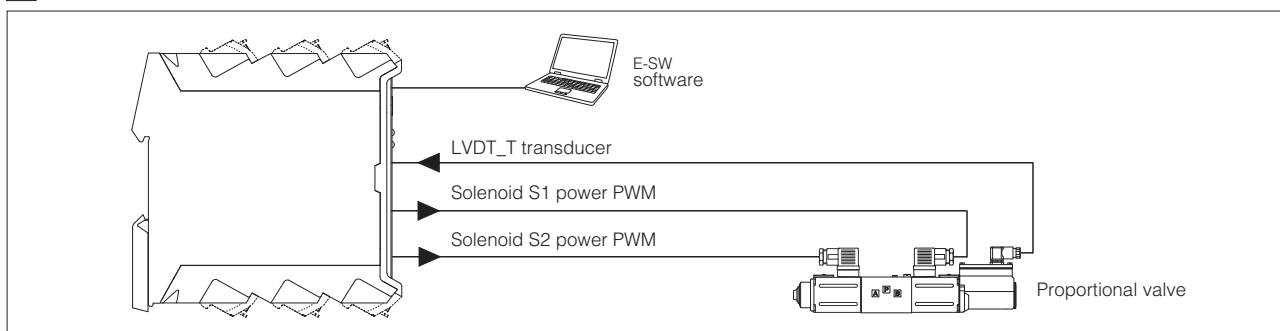 E-SW
software
LVDT_T transducer
Solenoid S1 power PWM
Solenoid S2 power PWM
A P B
Proportional valve